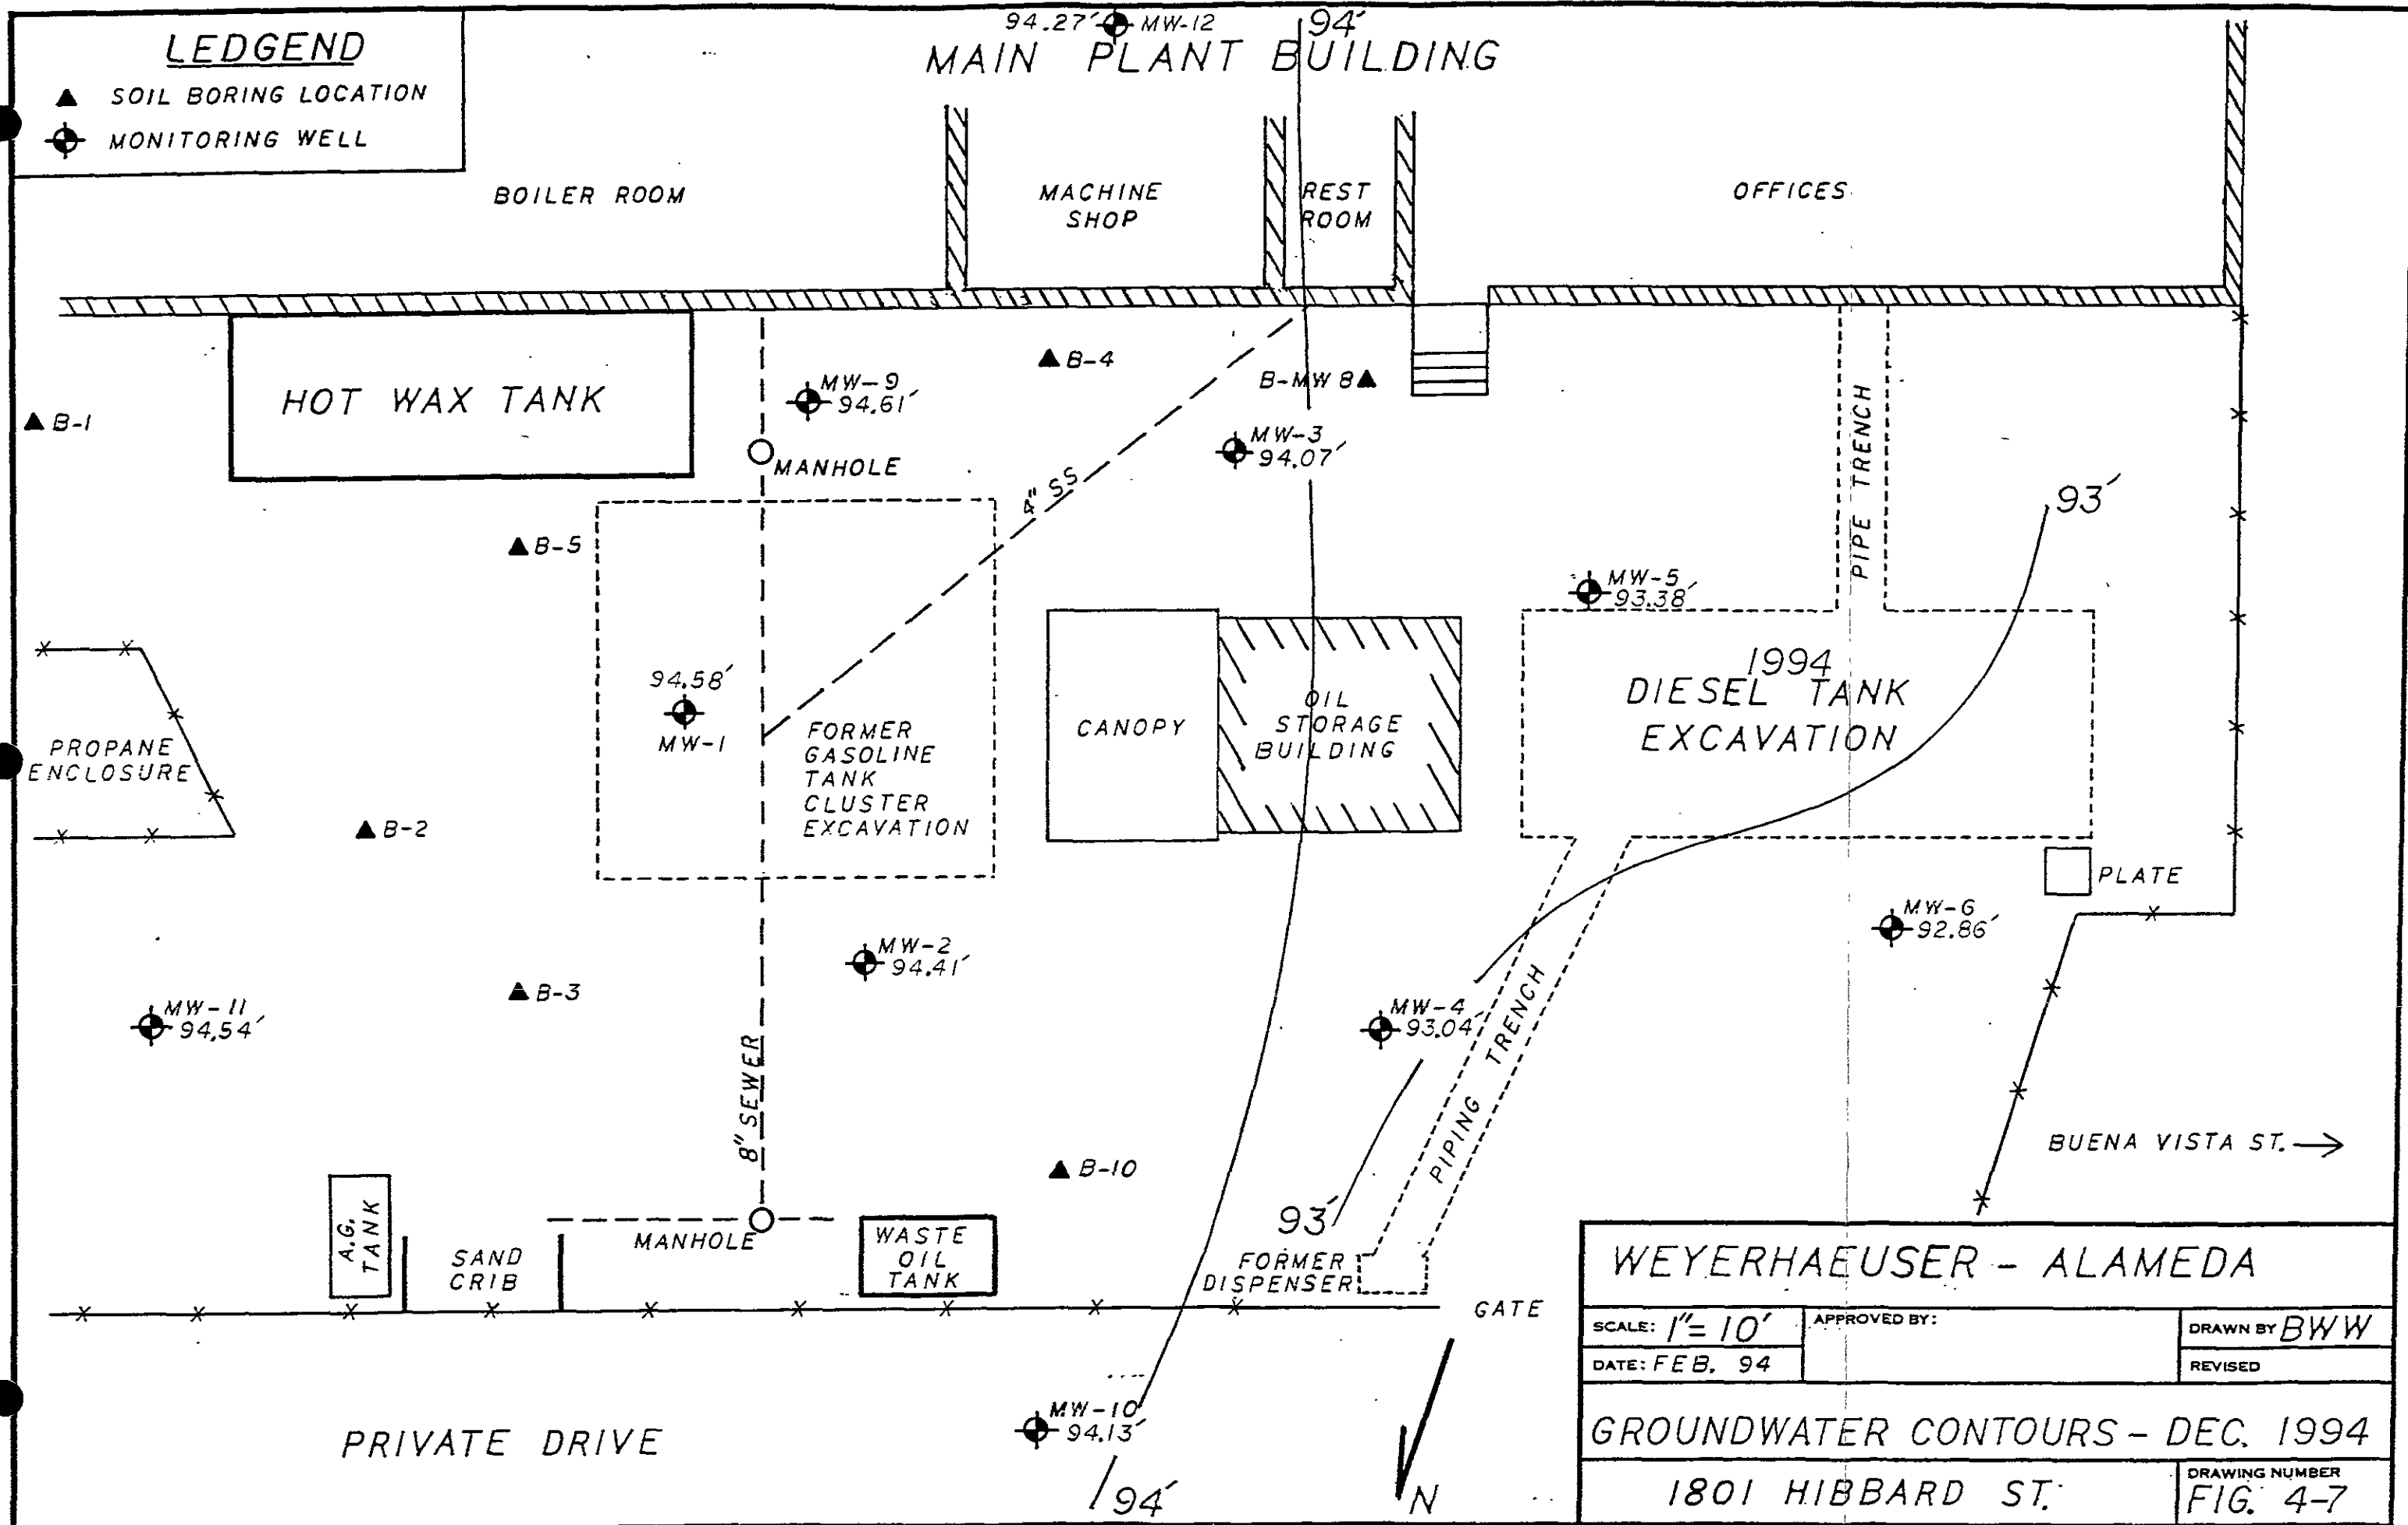 LEDGEND
SOIL BORING LOCATION
MONITORING WELL
94.27′ MW-12
94′
MAIN PLANT BUILDING
BOILER ROOM
MACHINE
SHOP
REST
ROOM
OFFICES
HOT WAX TANK
B-1
MW-9
94.61′
MANHOLE
B-4
B-MW 8
MW-3
94.07′
4" SS
PIPE TRENCH
93′
B-5
MW-5
93.38′
94.58′
MW-1
FORMER
GASOLINE
TANK
CLUSTER
EXCAVATION
CANOPY
OIL
STORAGE
BUILDING
1994
DIESEL TANK
EXCAVATION
PROPANE
ENCLOSURE
B-2
PLATE
MW-6
92.86′
MW-2
94.41′
B-3
MW-11
94.54′
MW-4
93.04′
PIPING TRENCH
8" SEWER
B-10
BUENA VISTA ST.
A.G.
TANK
SAND
CRIB
MANHOLE
WASTE
OIL
TANK
93′
FORMER
DISPENSER
GATE
MW-10
94.13′
94′
N
PRIVATE DRIVE
WEYERHAEUSER - ALAMEDA
SCALE: 1"= 10′
APPROVED BY:
DRAWN BY BWW
DATE: FEB. 94
REVISED
GROUNDWATER CONTOURS - DEC. 1994
1801 HIBBARD ST.
DRAWING NUMBER
FIG. 4-7